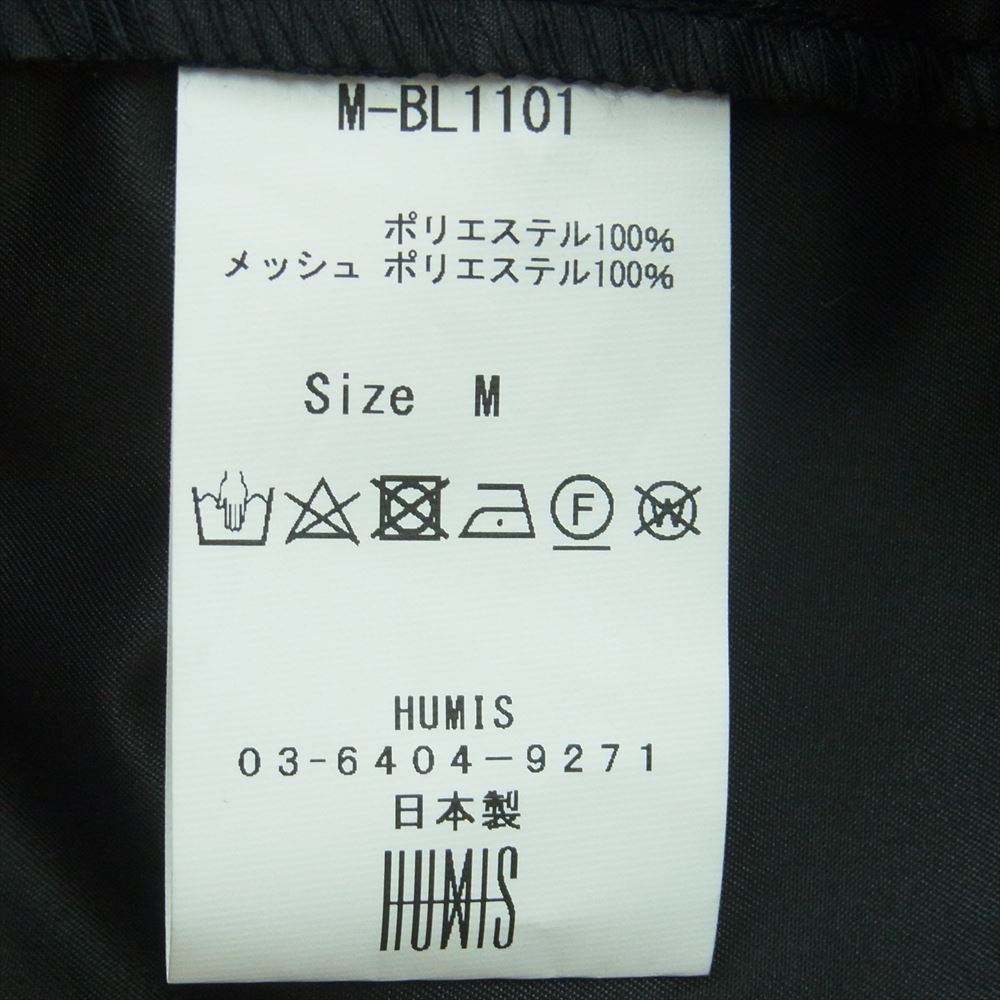 M-BL1101
ポリエステル100%
メッシュ ポリエステル100%
Size M
F W
HUMIS
03-6404-9271
日本製
HUMIS